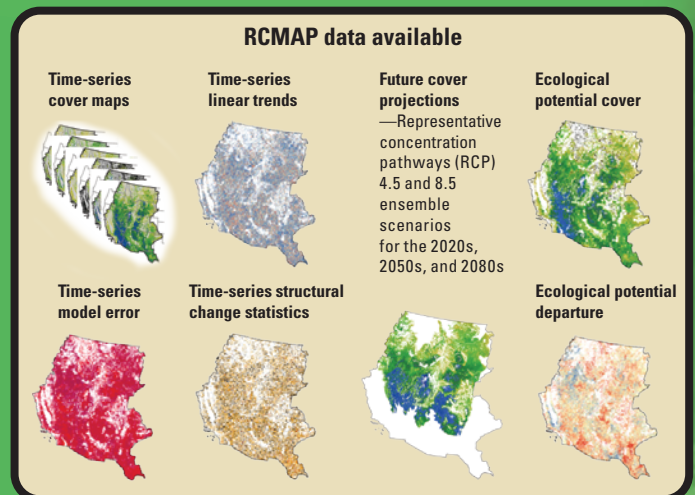 RCMAP data available
Time-series
cover maps
Time-series
linear trends
Future cover
projections
—Representative
concentration
pathways (RCP)
4.5 and 8.5
ensemble
scenarios
for the 2020s,
2050s, and 2080s
Ecological
potential cover
Time-series
model error
Time-series structural
change statistics
Ecological potential
departure